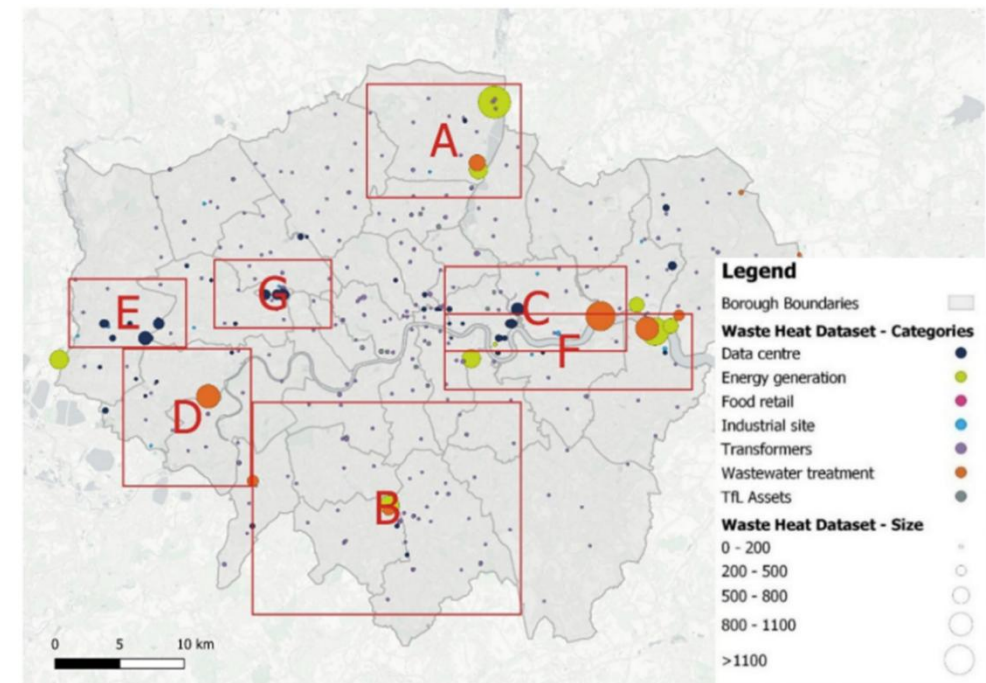 A
G
E
C
F
D
B
0 5 10 km
Legend
Borough Boundaries
Waste Heat Dataset - Categories
Data centre
Energy generation
Food retail
Industrial site
Transformers
Wastewater treatment
TfL Assets
Waste Heat Dataset - Size
0 - 200
200 - 500
500 - 800
800 - 1100
>1100